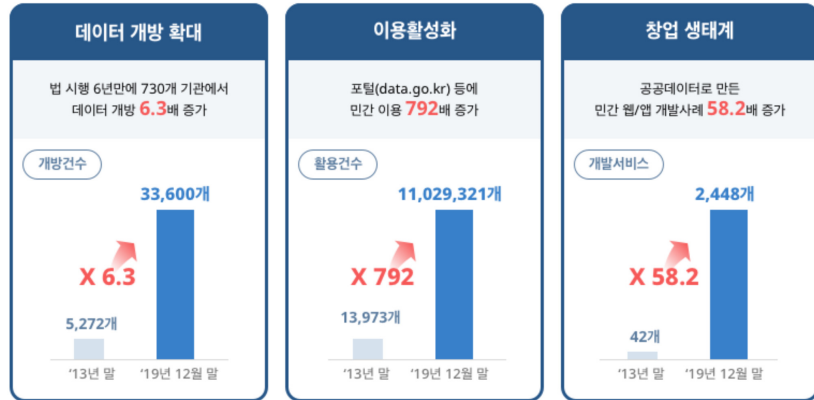 데이터 개방 확대
법 시행 6년만에 730개 기관에서
데이터 개방 6.3배 증가
개방건수
33,600개
X 6.3
5,272개
‘13년 말 ‘19년 12월 말
이용활성화
포털(data.go.kr) 등에
민간 이용 792배 증가
활용건수
11,029,321개
X 792
13,973개
‘13년 말 ‘19년 12월 말
창업 생태계
공공데이터로 만든
민간 웹/앱 개발사례 58.2배 증가
개발서비스
2,448개
X 58.2
42개
‘13년 말 ‘19년 12월 말